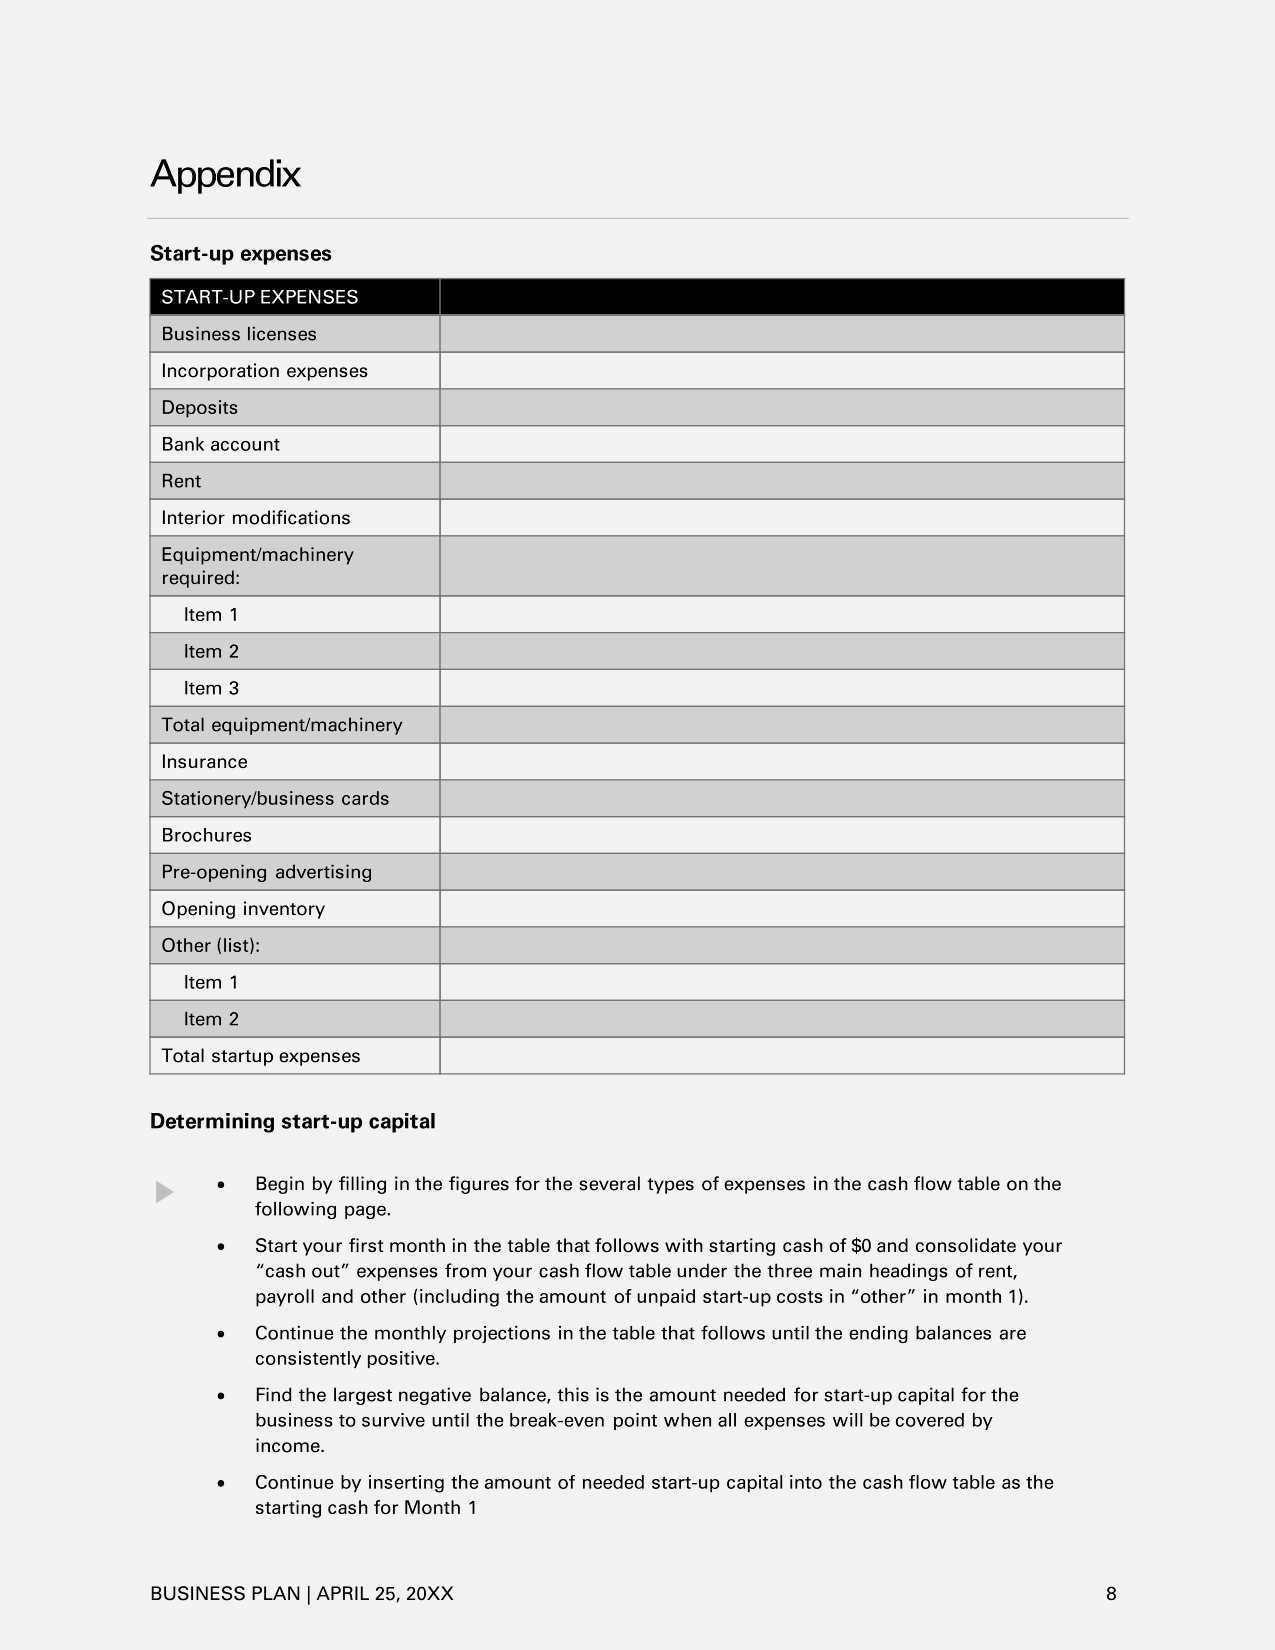 Appendix
Start-up expenses
START-UP EXPENSES
Business licenses
Incorporation expenses
Deposits
Bank account
Rent
Interior modifications
Equipment/machinery
required:
Item 1
Item 2
Item 3
Total equipment/machinery
Insurance
Stationery/business cards
Brochures
Pre-opening advertising
Opening inventory
Other (list):
Item 1
Item 2
Total startup expenses
Determining start-up capital
• Begin by filling in the figures for the several types of expenses in the cash flow table on the
following page.
• Start your first month in the table that follows with starting cash of $0 and consolidate your
“cash out” expenses from your cash flow table under the three main headings of rent,
payroll and other (including the amount of unpaid start-up costs in “other” in month 1).
• Continue the monthly projections in the table that follows until the ending balances are
consistently positive.
• Find the largest negative balance, this is the amount needed for start-up capital for the
business to survive until the break-even point when all expenses will be covered by
income.
• Continue by inserting the amount of needed start-up capital into the cash flow table as the
starting cash for Month 1
BUSINESS PLAN | APRIL 25, 20XX 8